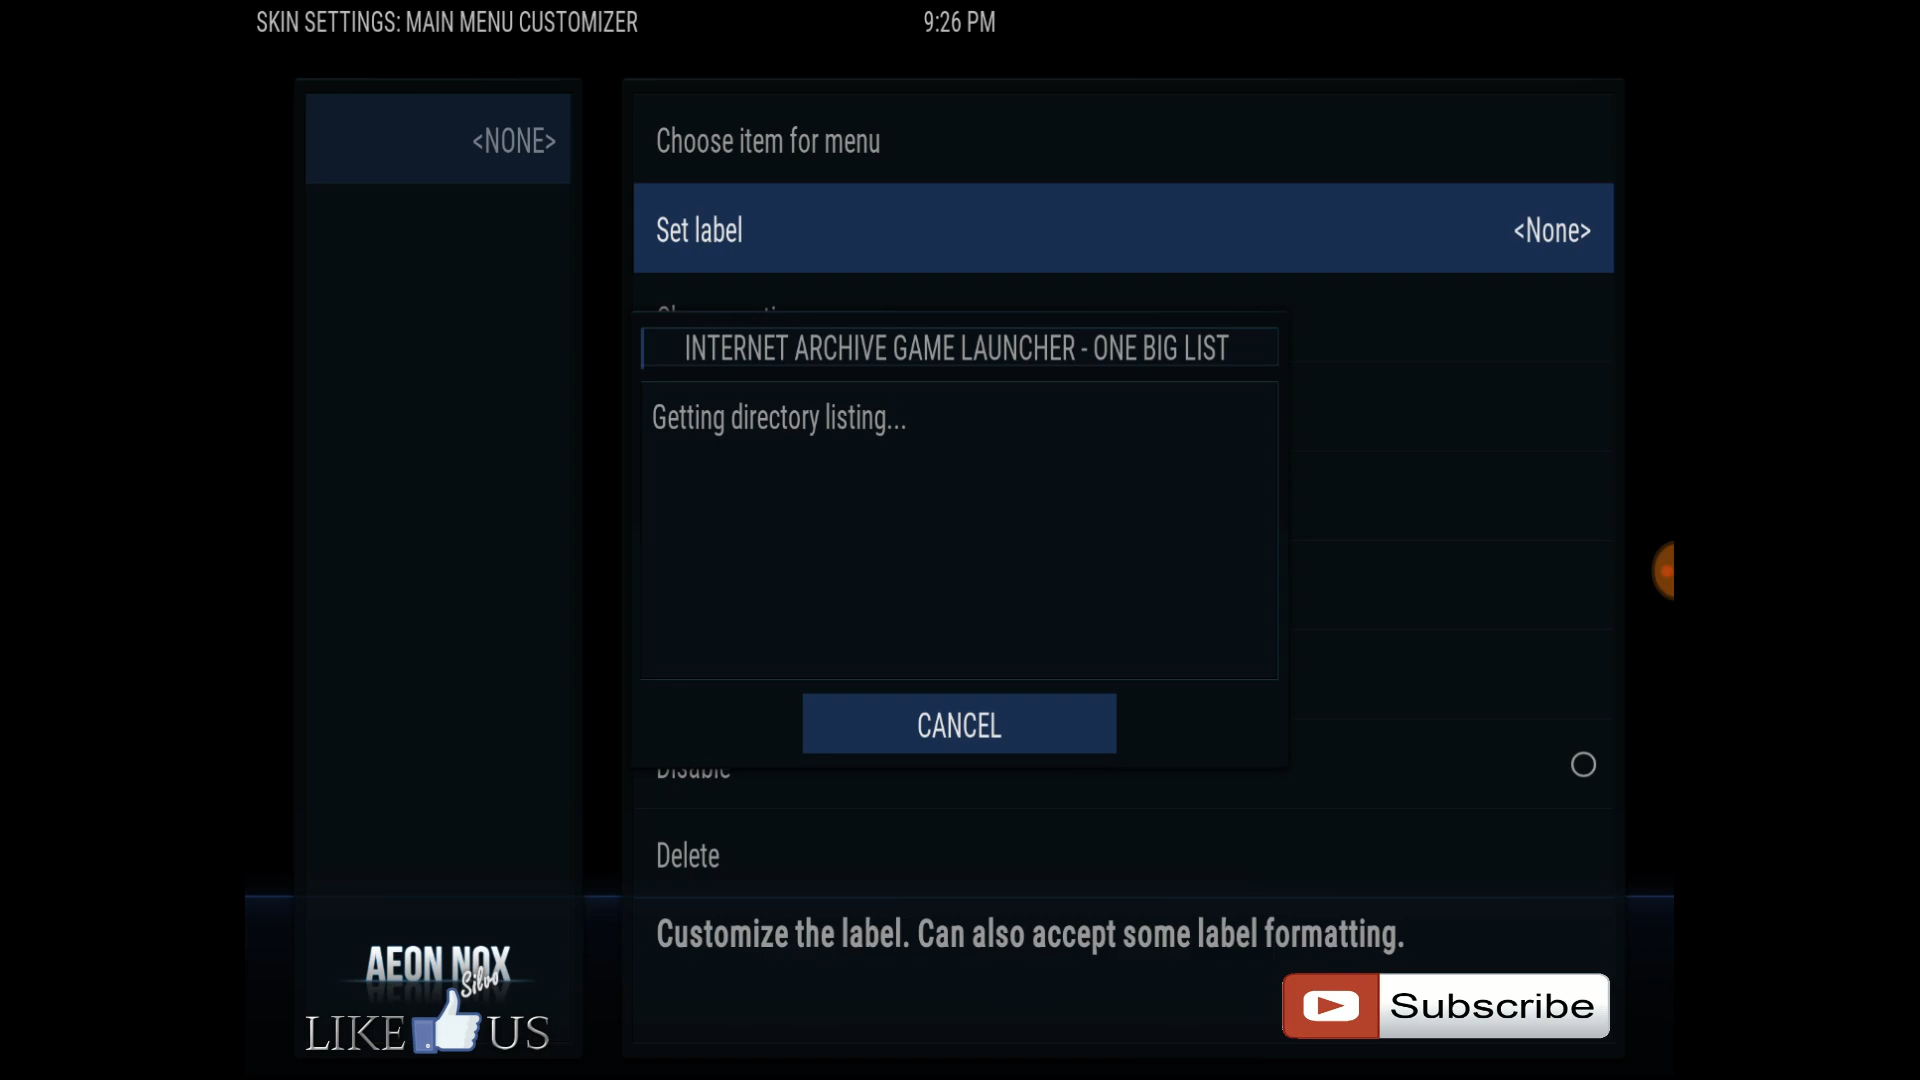 SKIN SETTINGS: MAIN MENU CUSTOMIZER
9:26 PM
<NONE>
Choose item for menu
Set label
<None>
INTERNET ARCHIVE GAME LAUNCHER - ONE BIG LIST
Getting directory listing...
CANCEL
Disable
Delete
Customize the label. Can also accept some label formatting.
AEON NOX
Silvo
LIKE US
Subscribe